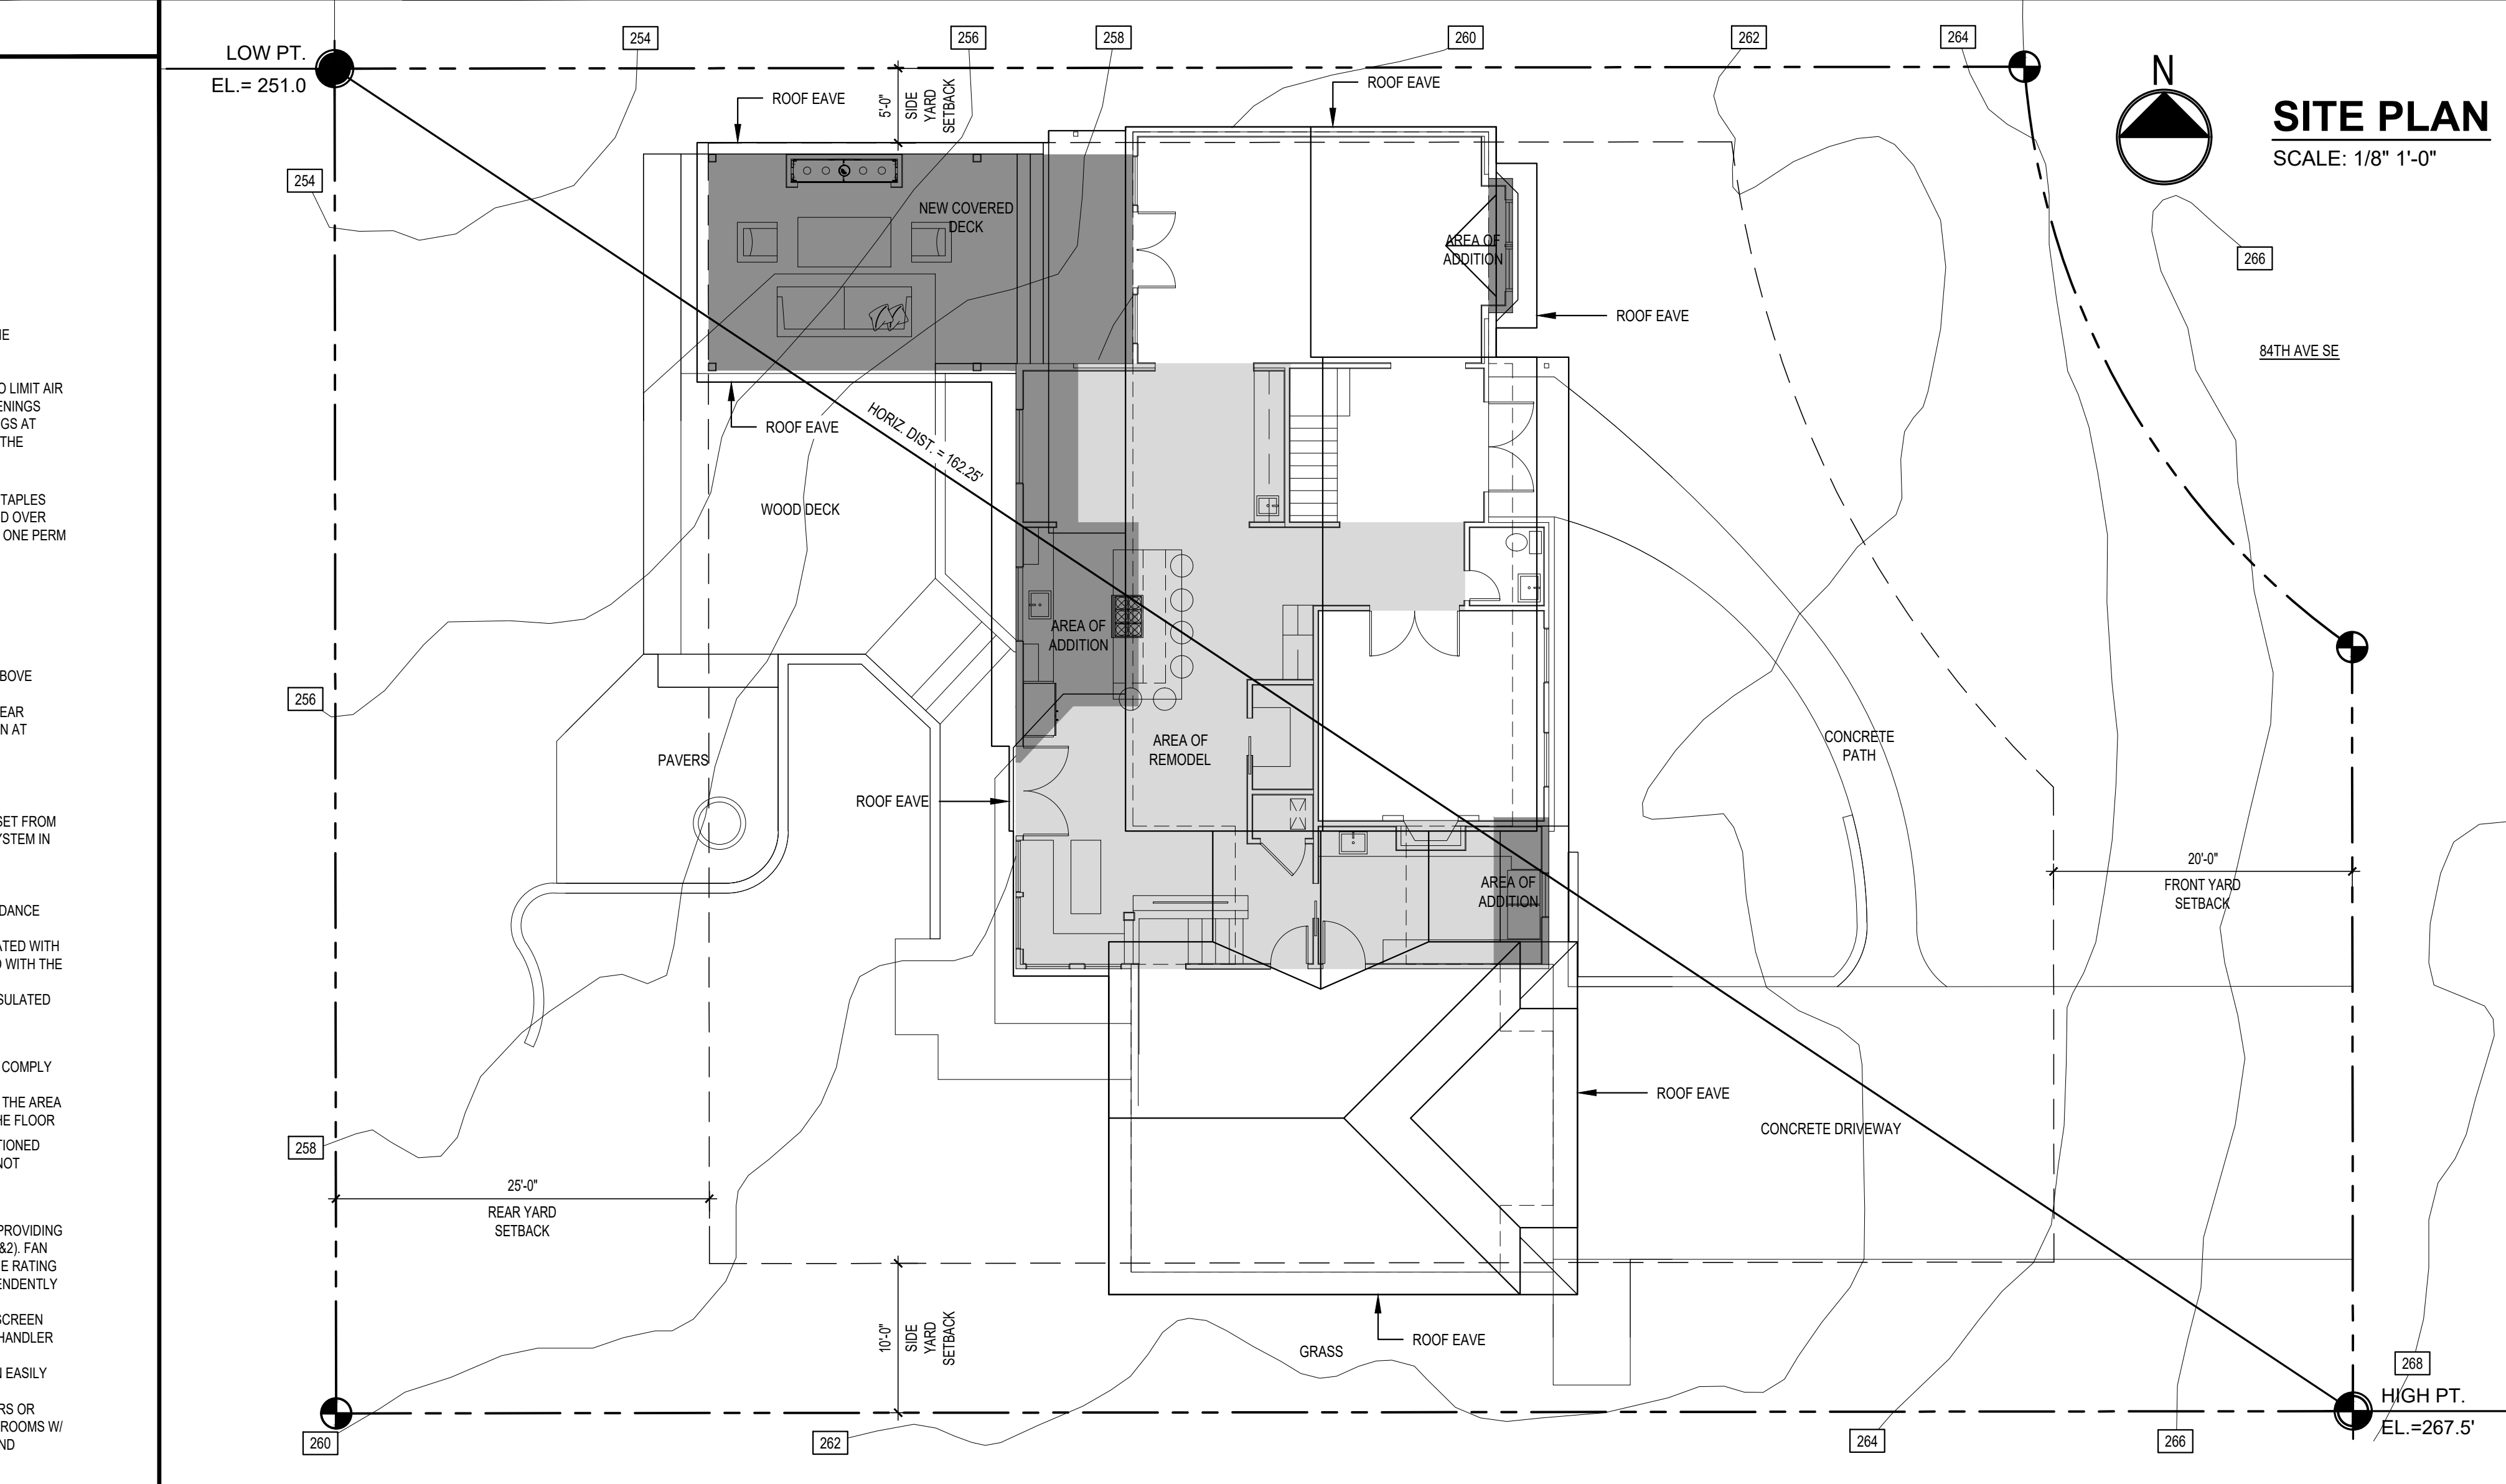 LOW PT.
EL.= 251.0
254
256
258
260
262
264
N
SITE PLAN
SCALE: 1/8" 1'-0"
ROOF EAVE
ROOF EAVE
5'-0"
SIDE
YARD
SETBACK
254
NEW COVERED
DECK
AREA OF
ADDITION
266
ROOF EAVE
84TH AVE SE
ROOF EAVE
HORIZ. DIST. = 162.25'
WOOD DECK
AREA OF
ADDITION
256
PAVERS
AREA OF
REMODEL
CONCRETE
PATH
ROOF EAVE
AREA OF
ADDITION
20'-0"
FRONT YARD
SETBACK
ROOF EAVE
CONCRETE DRIVEWAY
258
25'-0"
REAR YARD
SETBACK
10'-0"
SIDE
YARD
SETBACK
ROOF EAVE
GRASS
268
HIGH PT.
EL.=267.5'
260
262
264
266
O LIMIT AIR
ENINGS
GS AT
THE
TAPLES
D OVER
ONE PERM
BOVE
EAR
N AT
SET FROM
YSTEM IN
DANCE
ATED WITH
D WITH THE
SULATED
COMPLY
THE AREA
HE FLOOR
TIONED
NOT
PROVIDING
&2). FAN
E RATING
ENDENTLY
SCREEN
HANDLER
N EASILY
RS OR
ROOMS W/
ND